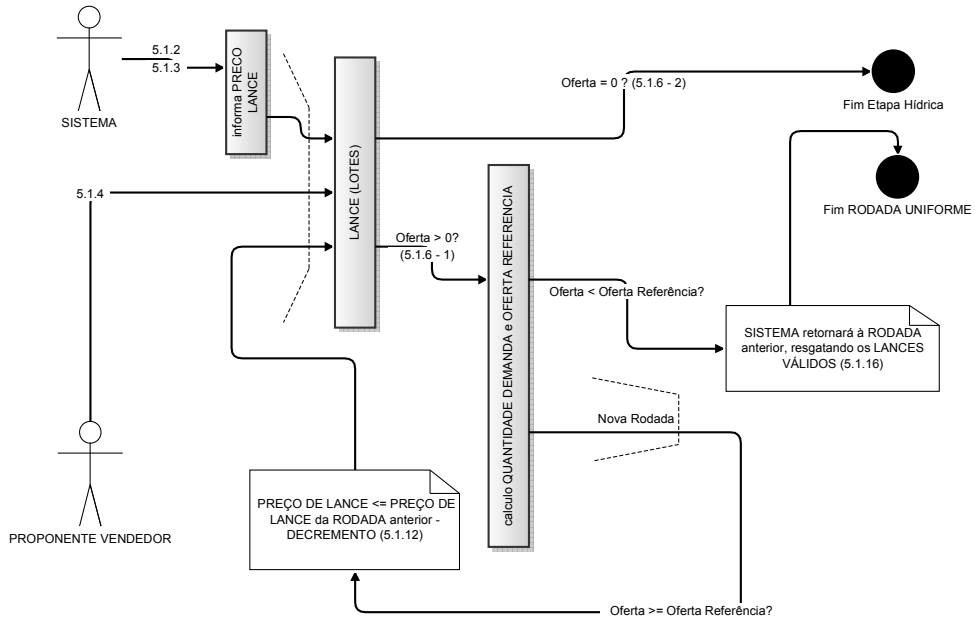 5.1.2
5.1.3
SISTEMA
informa PRECO
LANCE
LANCE (LOTES)
Oferta = 0 ? (5.1.6 - 2)
Fim Etapa Hídrica
5.1.4
Fim RODADA UNIFORME
Oferta > 0?
(5.1.6 - 1)
calculo QUANTIDADE DEMANDA e OFERTA REFERENCIA
Oferta < Oferta Referência?
SISTEMA retornará à RODADA
anterior, resgatando os LANCES
VÁLIDOS (5.1.16)
Nova Rodada
PREÇO DE LANCE <= PREÇO DE
LANCE da RODADA anterior -
DECREMENTO (5.1.12)
PROPONENTE VENDEDOR
Oferta >= Oferta Referência?